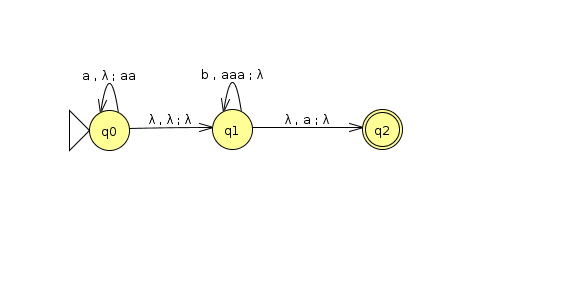 a , λ ; aa
b , aaa ; λ
λ , λ ; λ
λ , a ; λ
q0
q1
q2